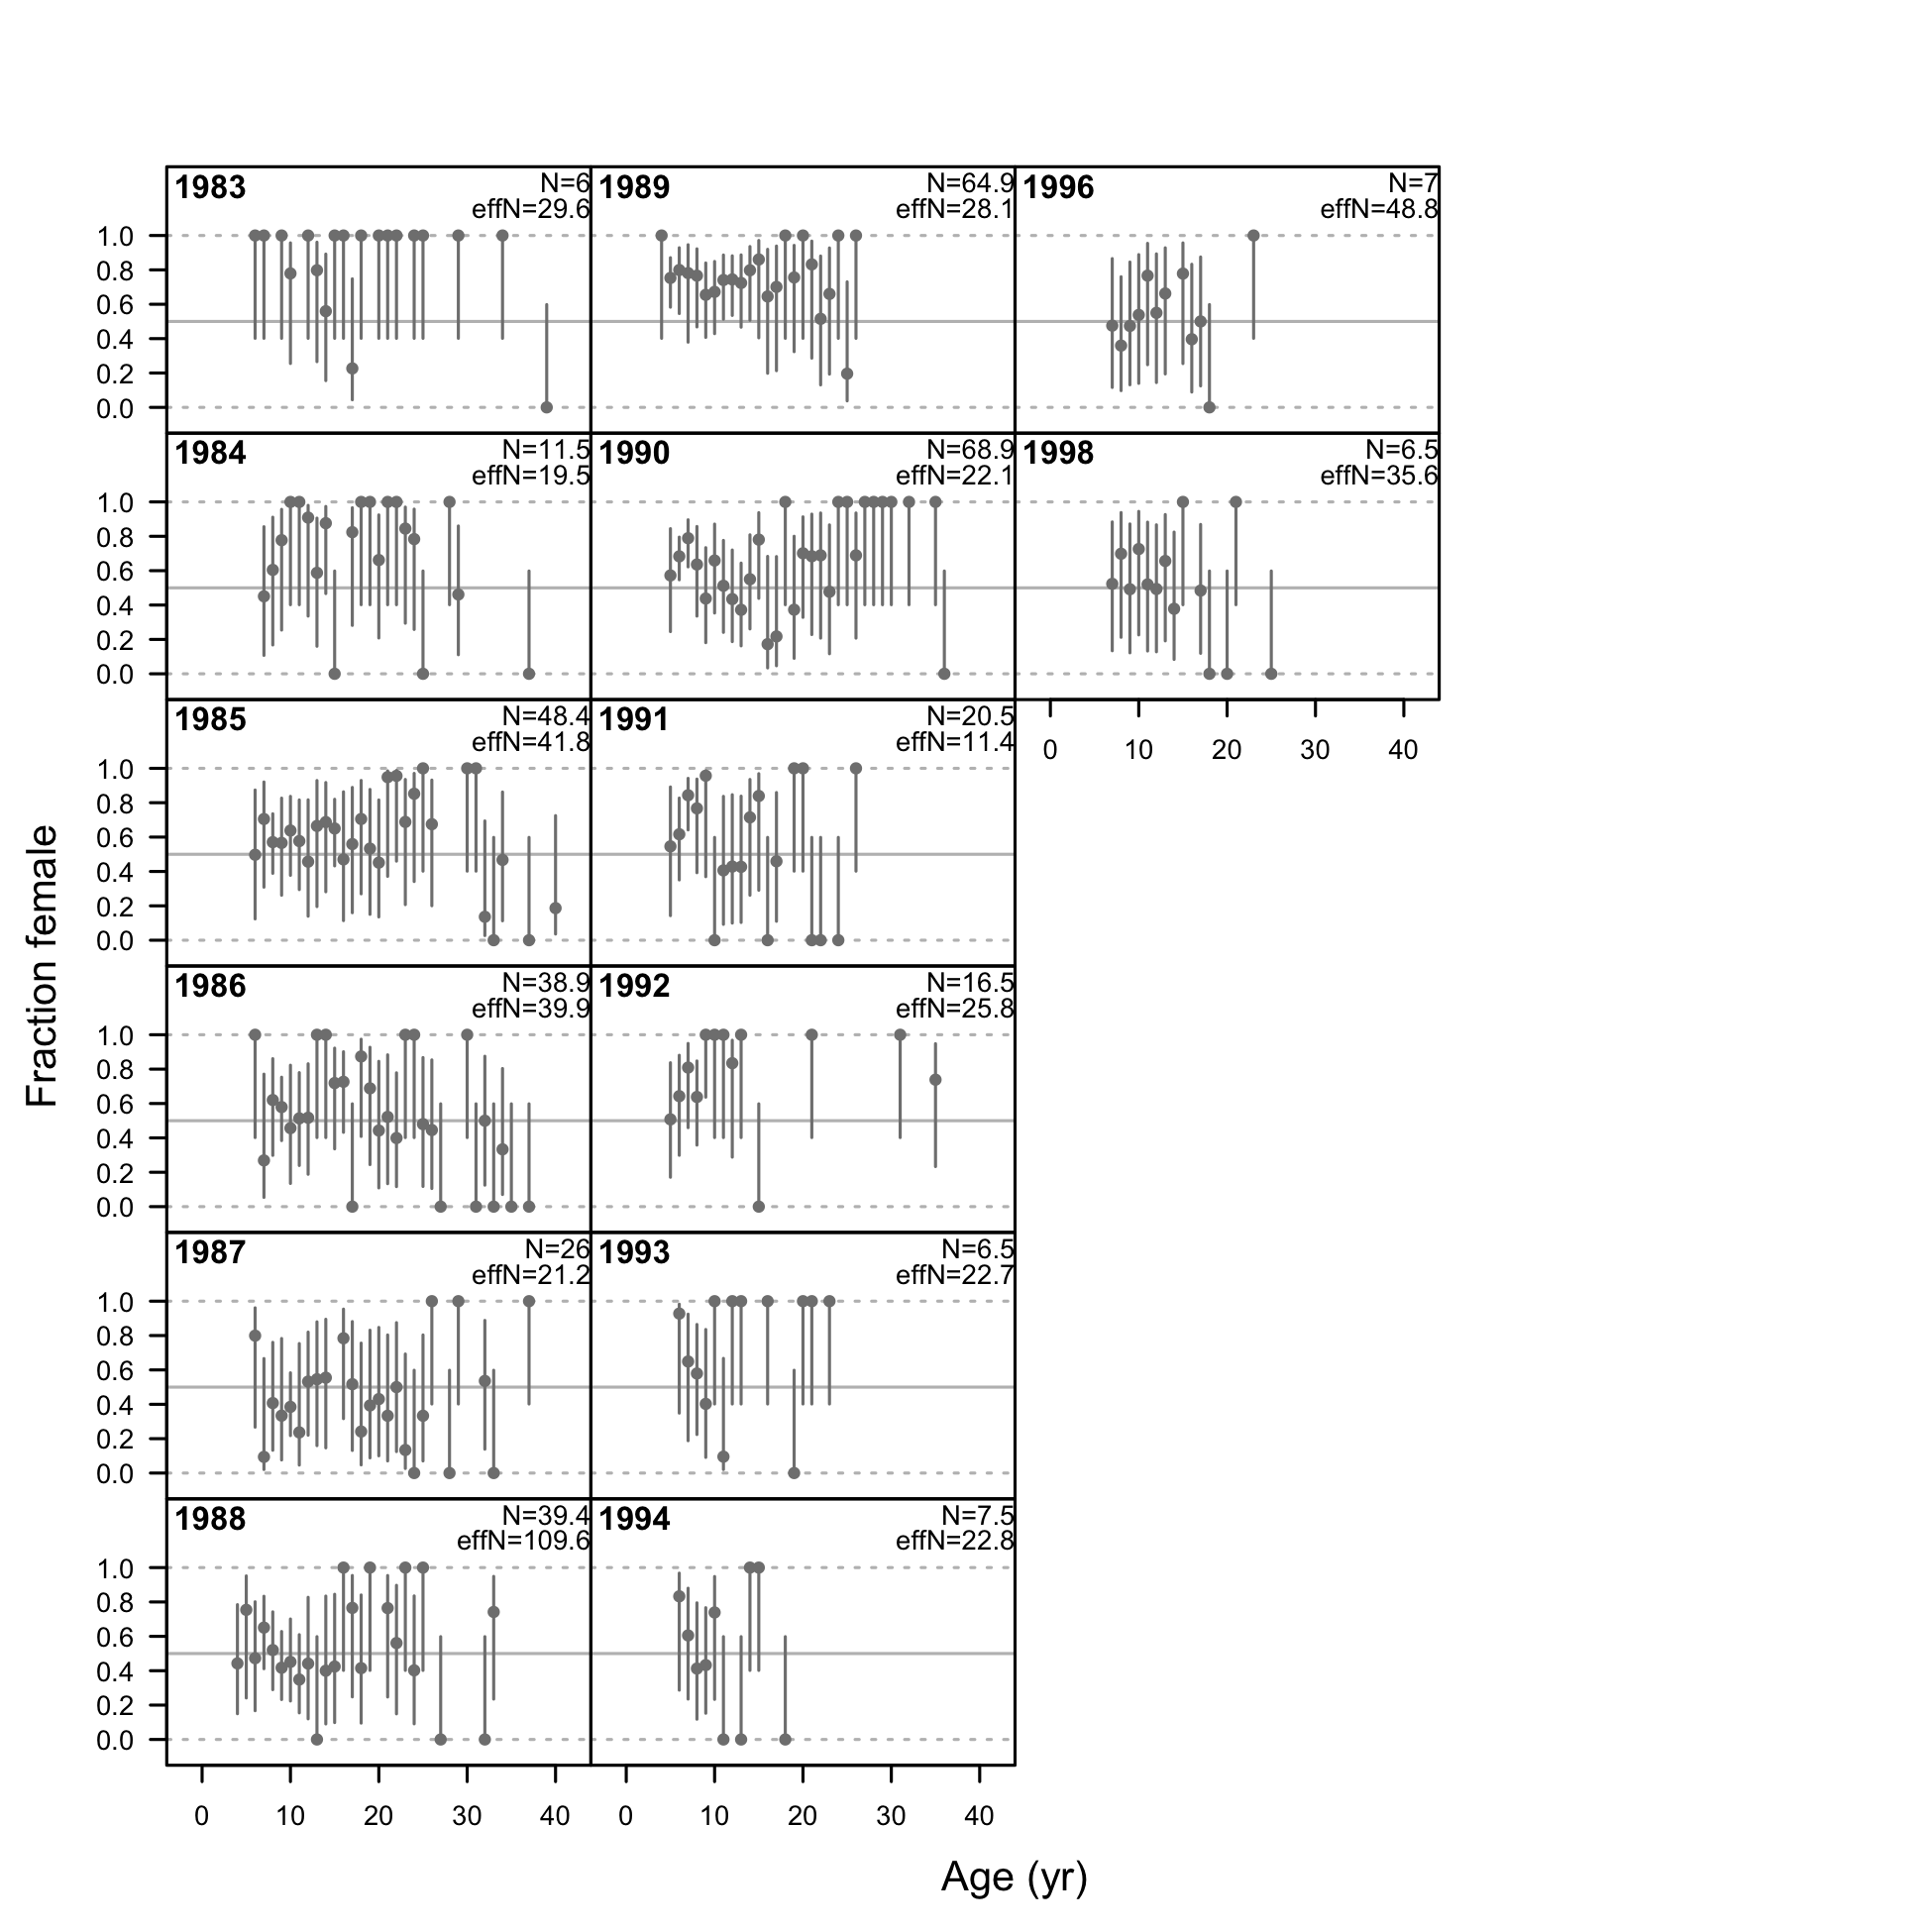 1983 N=6
effN=29.6
1989 N=64.9
effN=28.1
1996 N=7
effN=48.8
1.0
0.8
0.6
0.4
0.2
0.0
1984 N=11.5
effN=19.5
1990 N=68.9
effN=22.1
1998 N=6.5
effN=35.6
1.0
0.8
0.6
0.4
0.2
0.0
0 10 20 30 40
1985 N=48.4
effN=41.8
1991 N=20.5
effN=11.4
1.0
0.8
0.6
0.4
0.2
0.0
1986 N=38.9
effN=39.9
1992 N=16.5
effN=25.8
1.0
0.8
0.6
0.4
0.2
0.0
1987 N=26
effN=21.2
1993 N=6.5
effN=22.7
1.0
0.8
0.6
0.4
0.2
0.0
1988 N=39.4
effN=109.6
1994 N=7.5
effN=22.8
1.0
0.8
0.6
0.4
0.2
0.0
0 10 20 30 40
0 10 20 30 40
Fraction female
Age (yr)